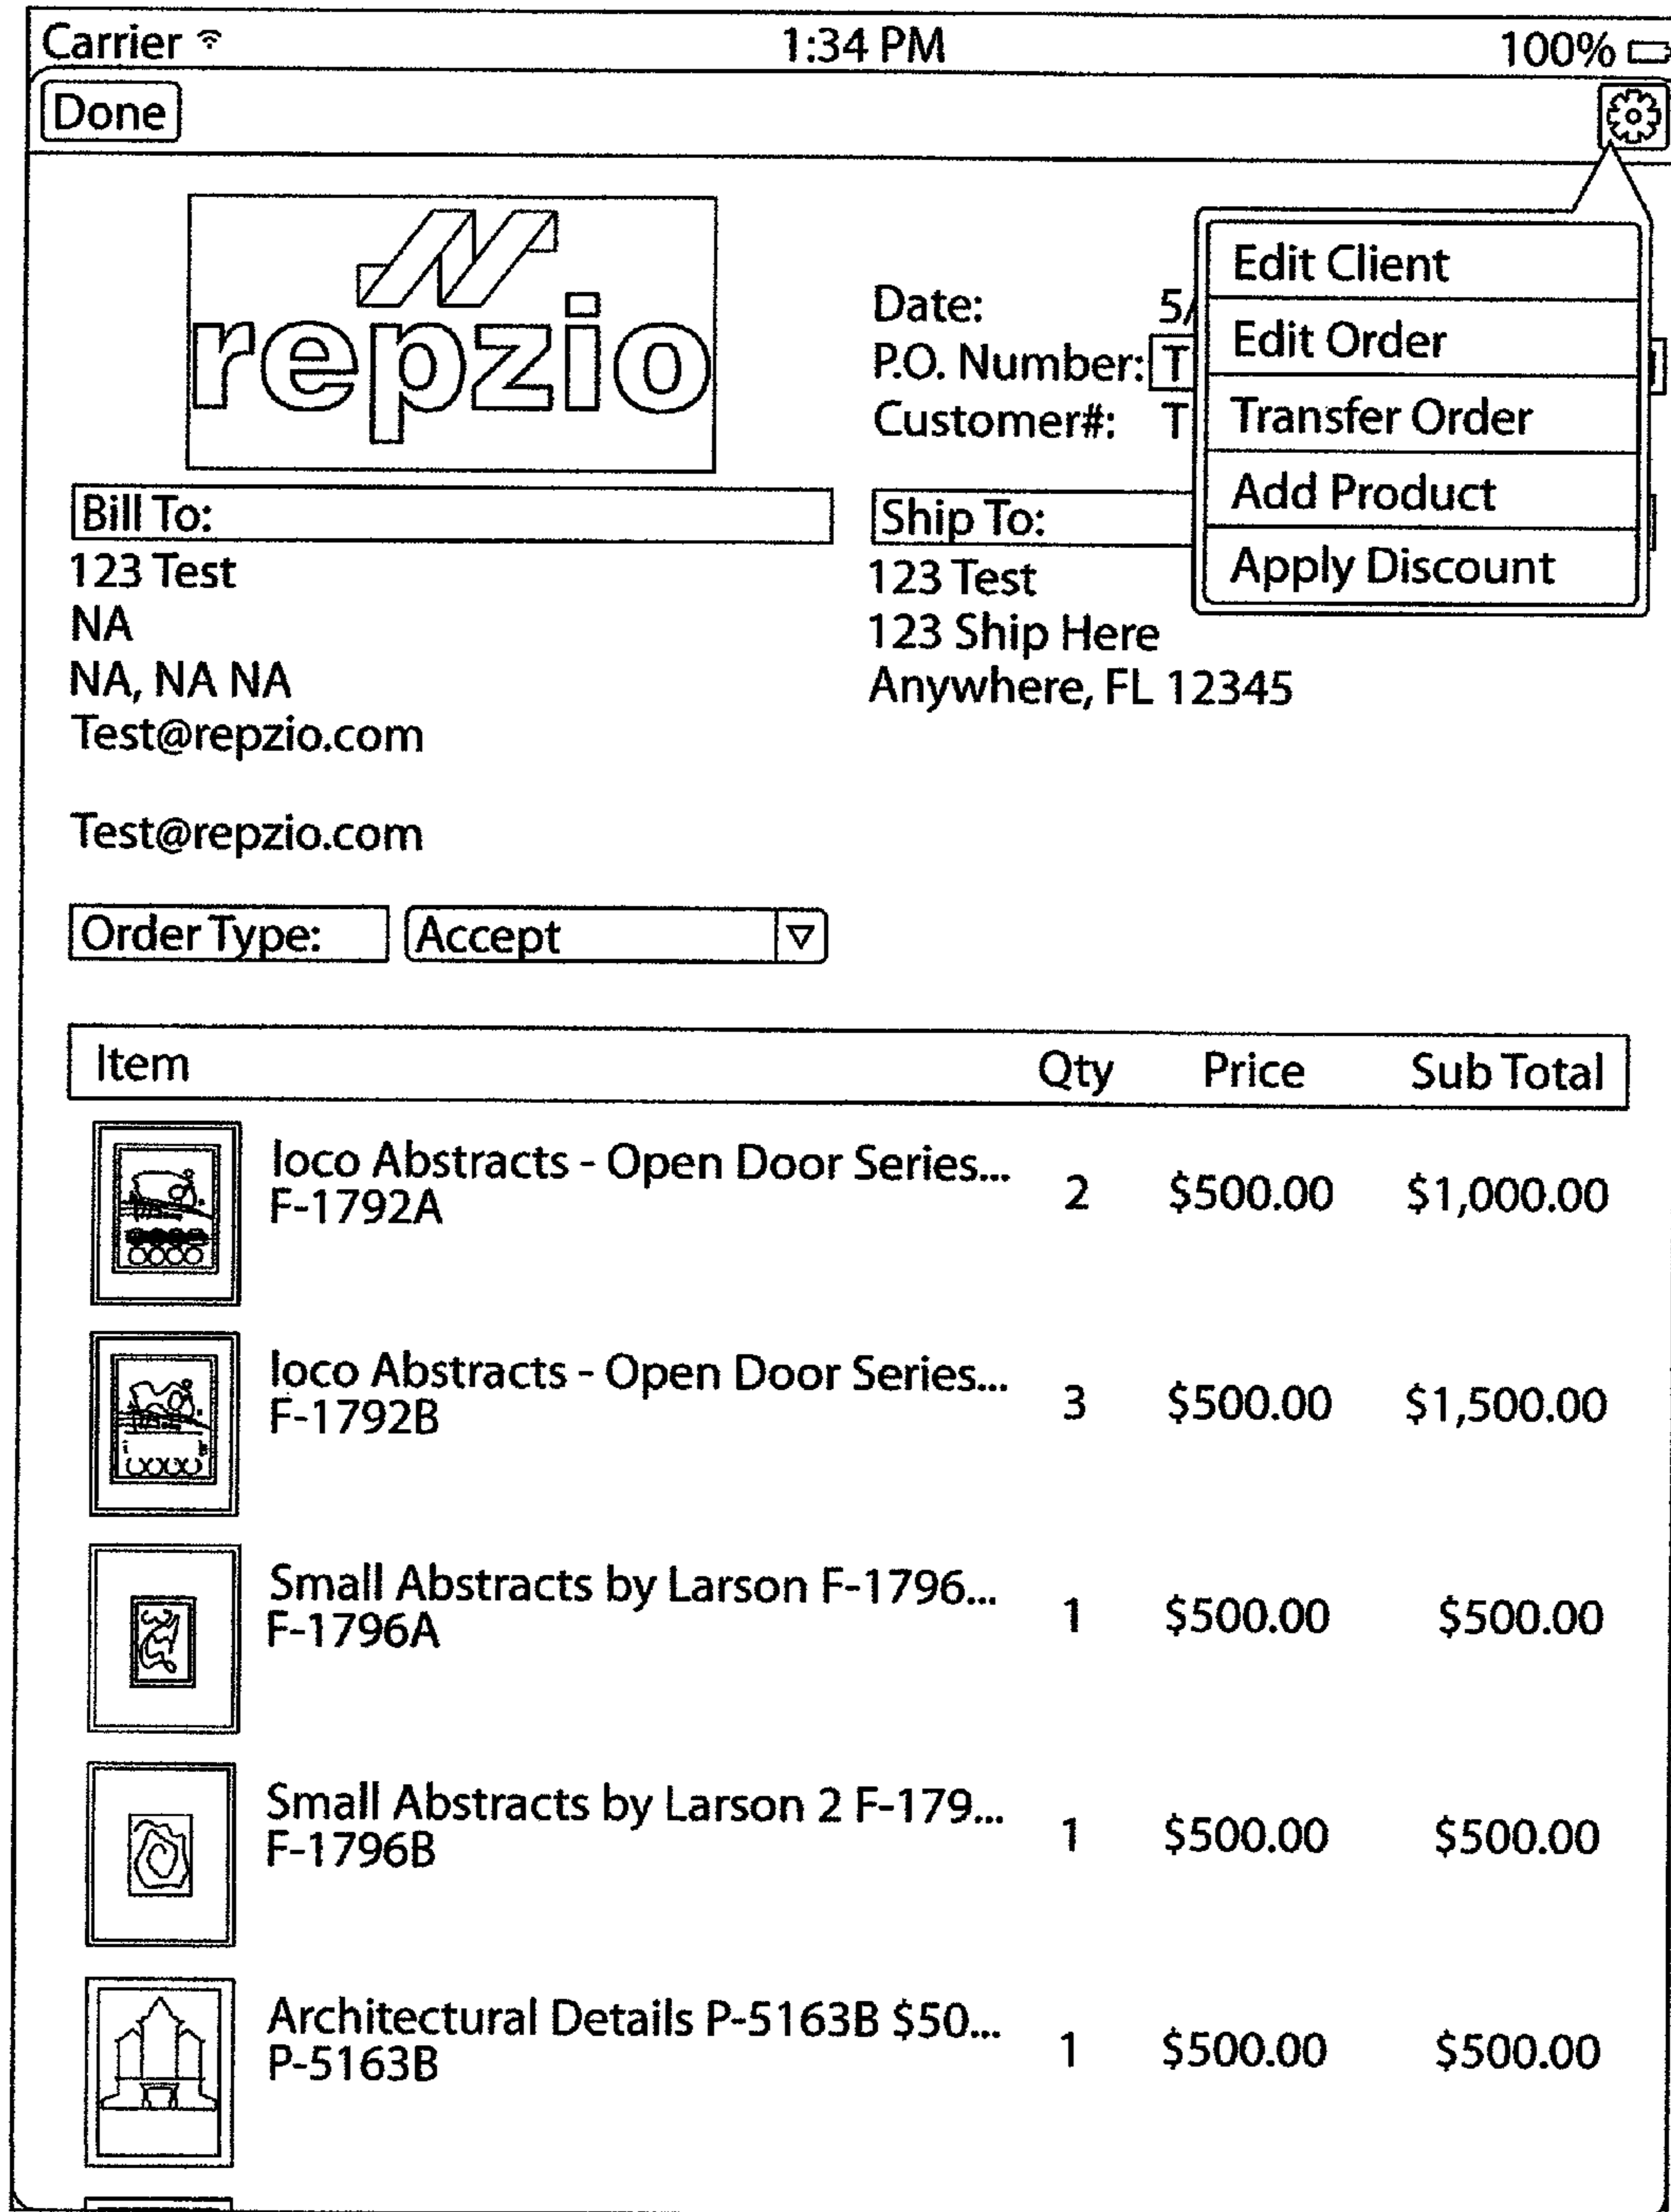 Carrier 1:34 PM 100%
Done
repzio
Date: 5/
P.O. Number: T
Customer#: T
Edit Client
Edit Order
Transfer Order
Add Product
Apply Discount
Bill To:
123 Test
NA
NA, NA NA
Test@repzio.com
Test@repzio.com
Ship To:
123 Test
123 Ship Here
Anywhere, FL 12345
Order Type: Accept
Item Qty Price Sub Total
loco Abstracts - Open Door Series...
F-1792A 2 $500.00 $1,000.00
loco Abstracts - Open Door Series...
F-1792B 3 $500.00 $1,500.00
Small Abstracts by Larson F-1796...
F-1796A 1 $500.00 $500.00
Small Abstracts by Larson 2 F-179...
F-1796B 1 $500.00 $500.00
Architectural Details P-5163B $50...
P-5163B 1 $500.00 $500.00